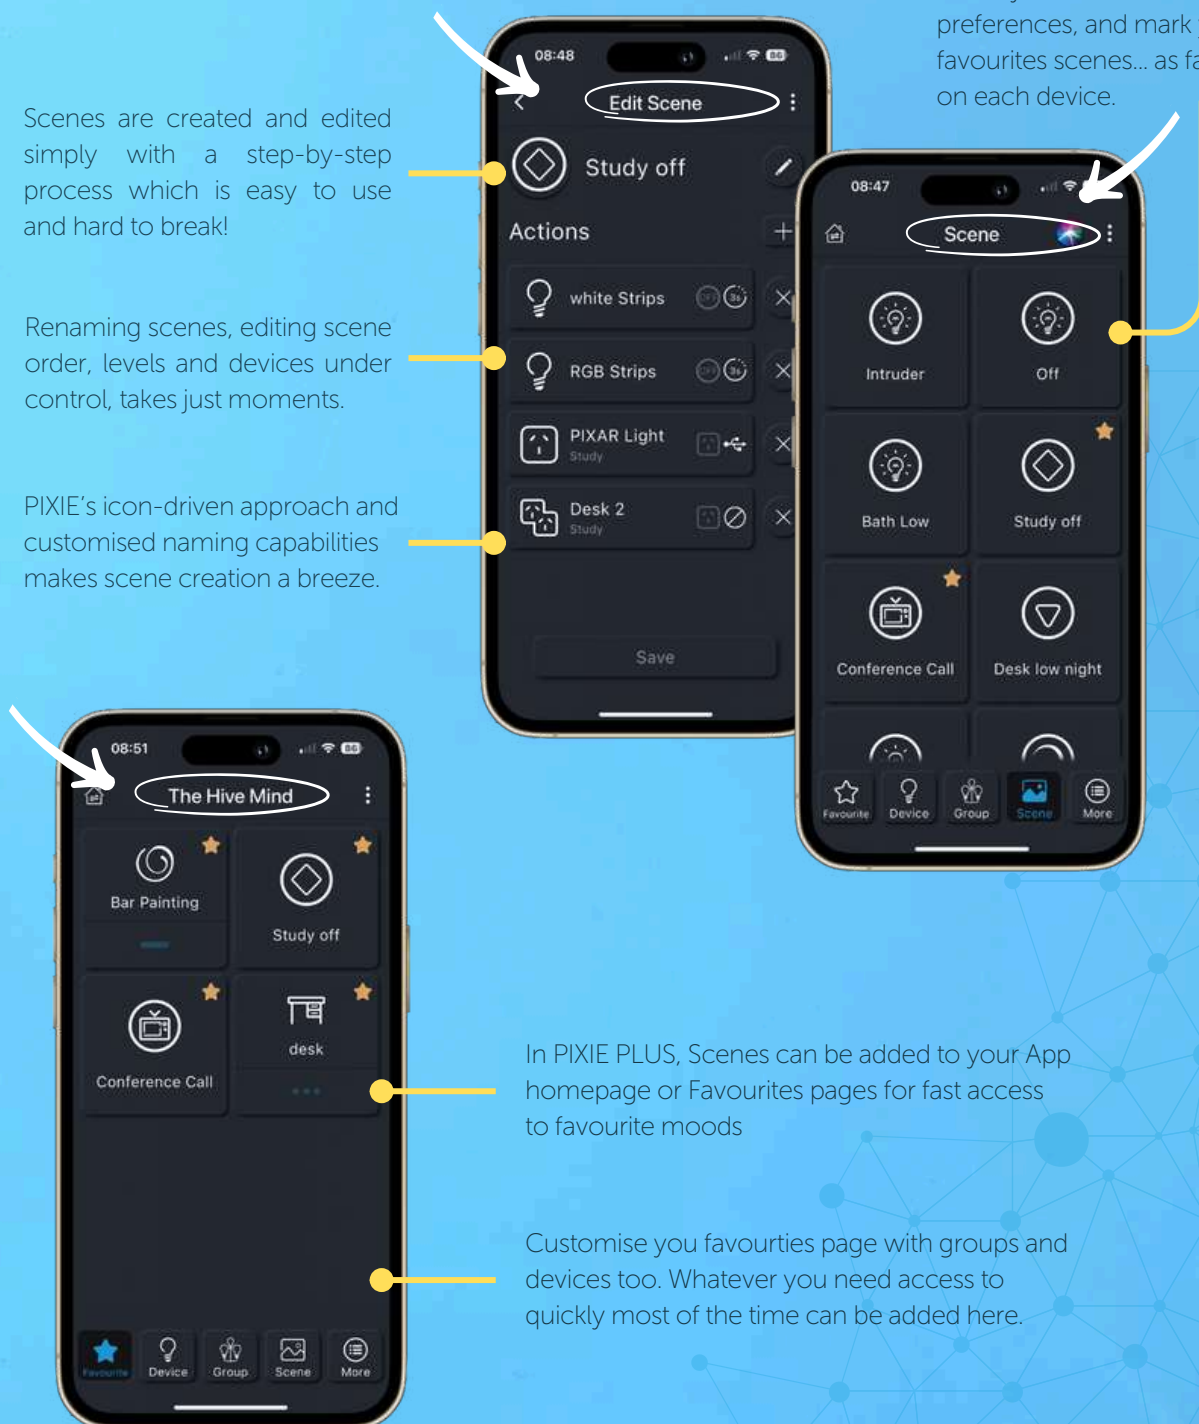 preferences, and mark
favourites scenes... as fa
on each device.
Scenes are created and edited
simply with a step-by-step
process which is easy to use
and hard to break!
Renaming scenes, editing scene
order, levels and devices under
control, takes just moments.
PIXIE's icon-driven approach and
customised naming capabilities
makes scene creation a breeze.
08:48
86
Edit Scene
Study off
Actions
white Strips
OFF
3s
RGB Strips
OFF
3s
PIXAR Light
Study
Desk 2
Study
Save
08:47
Scene
Intruder
Off
Bath Low
Study off
Conference Call
Desk low night
Favourite
Device
Group
Scene
More
08:51
86
The Hive Mind
Bar Painting
Study off
Conference Call
desk
Favourite
Device
Group
Scene
More
In PIXIE PLUS, Scenes can be added to your App
homepage or Favourites pages for fast access
to favourite moods
Customise you favourties page with groups and
devices too. Whatever you need access to
quickly most of the time can be added here.